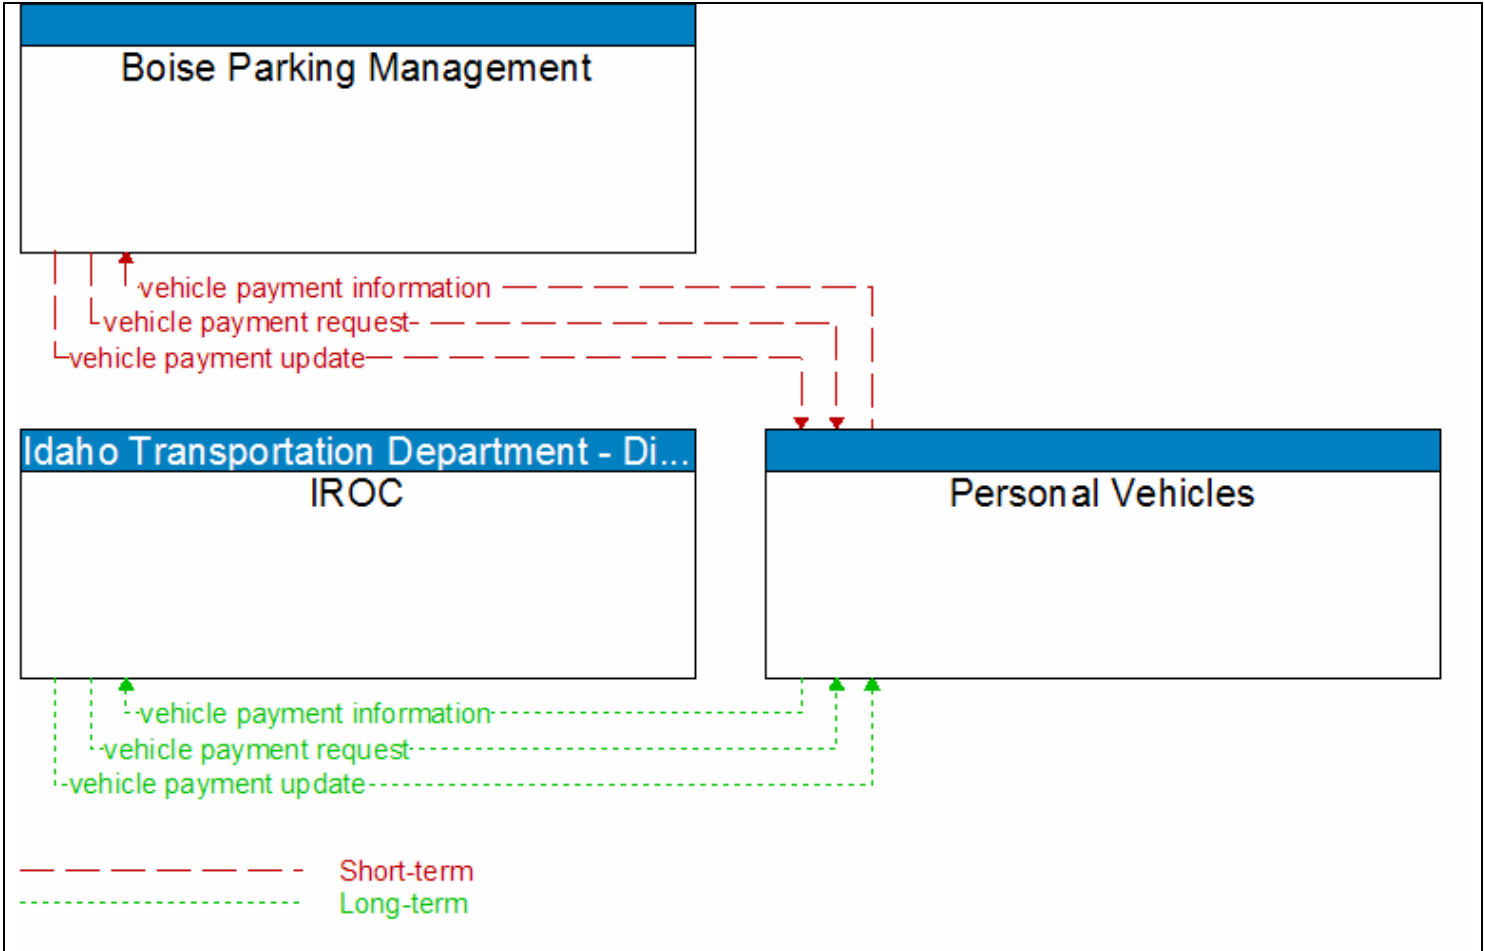 Boise Parking Management
vehicle payment information
vehicle payment request
vehicle payment update
Idaho Transportation Department - Di...
IROC
Personal Vehicles
vehicle payment information
vehicle payment request
vehicle payment update
Short-term
Long-term